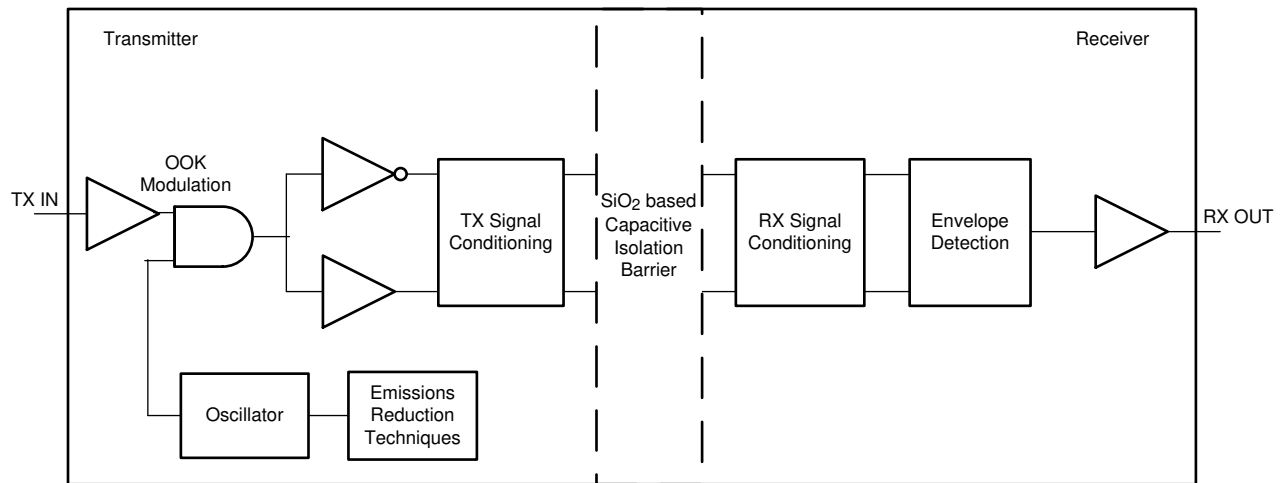 Transmitter
Receiver
OOK
Modulation
TX IN
TX Signal
Conditioning
SiO2 based
Capacitive
Isolation
Barrier
RX Signal
Conditioning
Envelope
Detection
RX OUT
Oscillator
Emissions
Reduction
Techniques